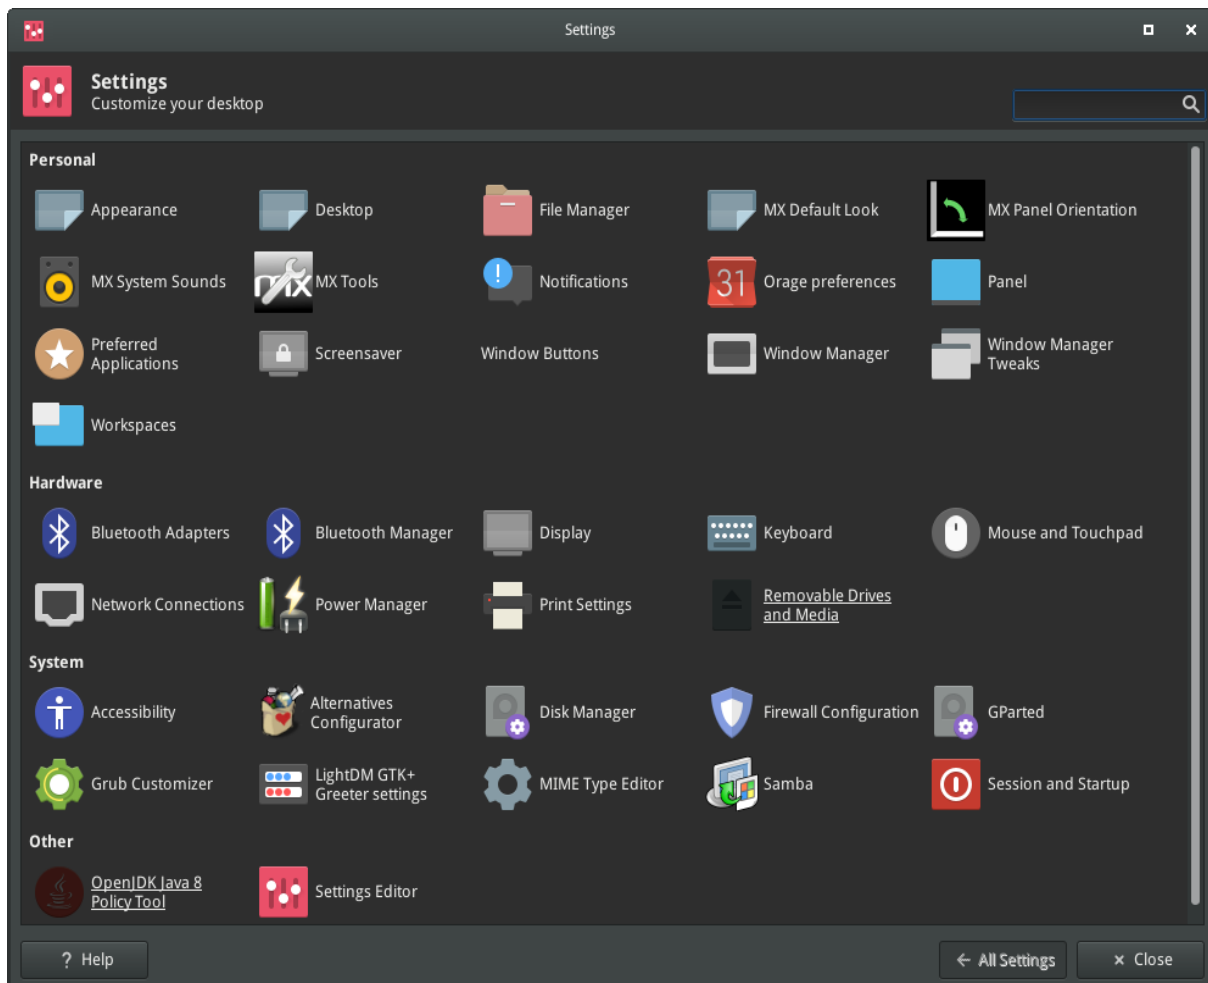 Settings
Settings
Customize your desktop
Personal
Appearance
Desktop
File Manager
MX Default Look
MX Panel Orientation
MX System Sounds
mx
MX Tools
!
Notifications
31
Orage preferences
Panel
Preferred
Applications
Screensaver
Window Buttons
Window Manager
Window Manager
Tweaks
Workspaces
Hardware
Bluetooth Adapters
Bluetooth Manager
Display
Keyboard
Mouse and Touchpad
Network Connections
Power Manager
Print Settings
Removable Drives
and Media
System
Accessibility
Alternatives
Configurator
Disk Manager
Firewall Configuration
GParted
Grub Customizer
LightDM GTK+
Greeter settings
MIME Type Editor
Samba
Session and Startup
Other
OpenJDK Java 8
Policy Tool
Settings Editor
? Help
← All Settings
× Close